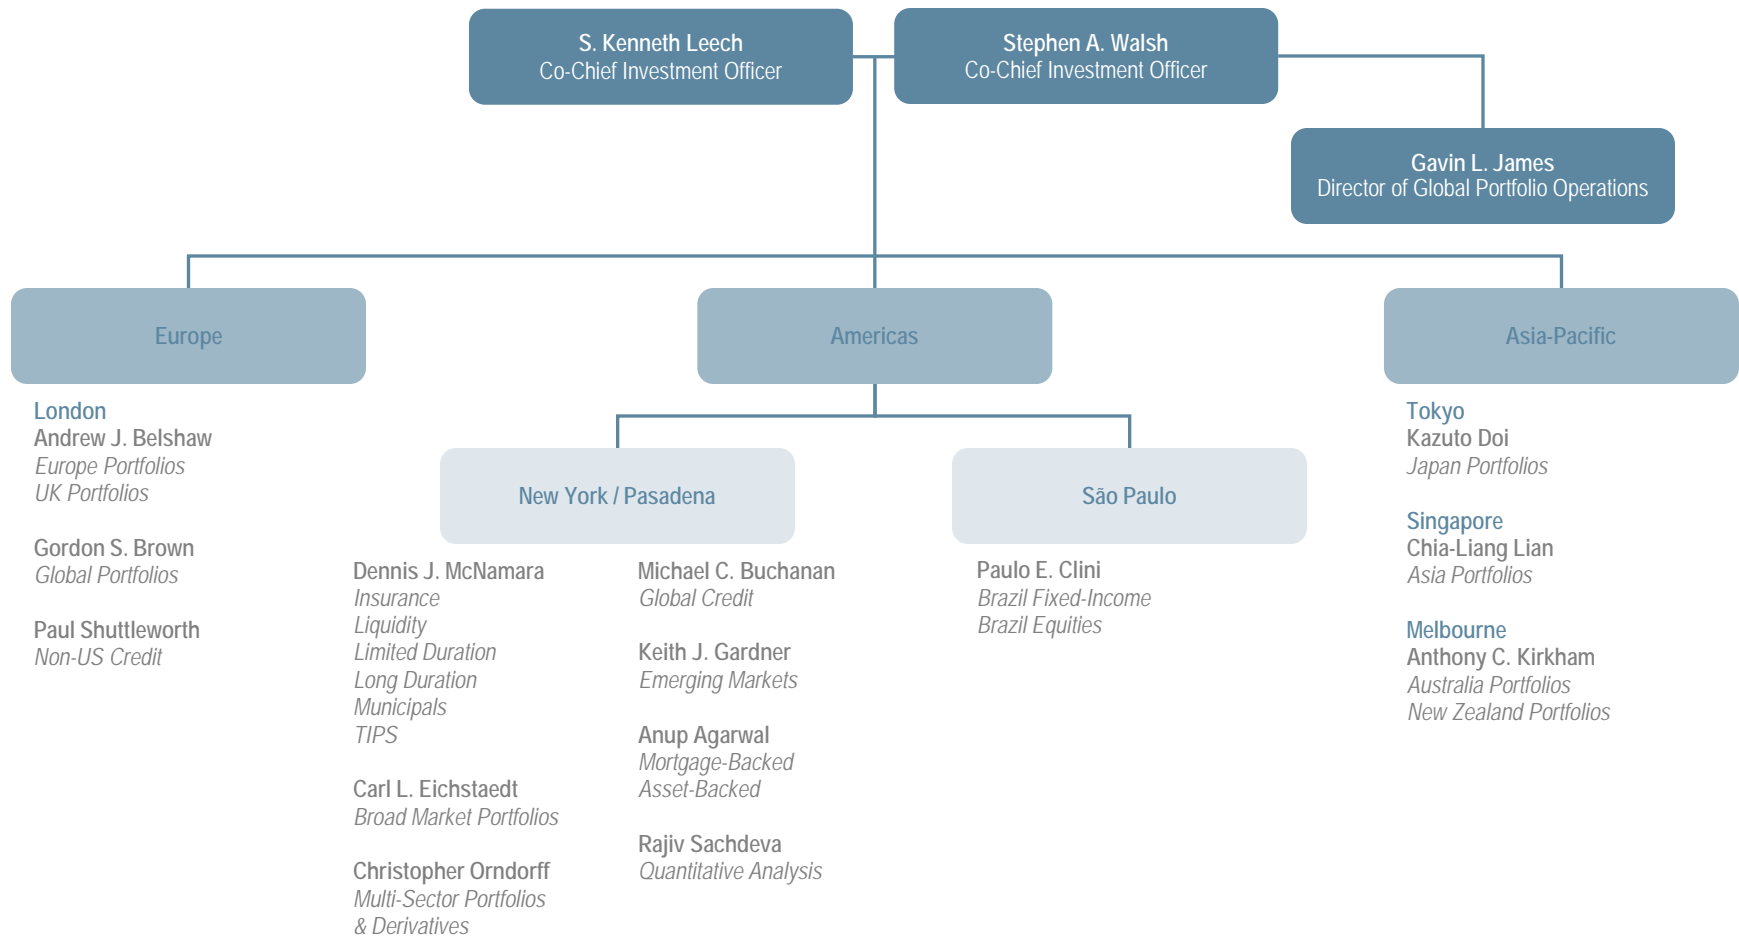 S. Kenneth Leech
Co-Chief Investment Officer
Stephen A. Walsh
Co-Chief Investment Officer
Gavin L. James
Director of Global Portfolio Operations
Europe
London
Andrew J. Belshaw
Europe Portfolios
UK Portfolios
Gordon S. Brown
Global Portfolios
Paul Shuttleworth
Non-US Credit
Americas
New York / Pasadena
Dennis J. McNamara
Insurance
Liquidity
Limited Duration
Long Duration
Municipals
TIPS
Carl L. Eichstaedt
Broad Market Portfolios
Christopher Orndorff
Multi-Sector Portfolios
& Derivatives
Michael C. Buchanan
Global Credit
Keith J. Gardner
Emerging Markets
Anup Agarwal
Mortgage-Backed
Asset-Backed
Rajiv Sachdeva
Quantitative Analysis
São Paulo
Paulo E. Clini
Brazil Fixed-Income
Brazil Equities
Asia-Pacific
Tokyo
Kazuto Doi
Japan Portfolios
Singapore
Chia-Liang Lian
Asia Portfolios
Melbourne
Anthony C. Kirkham
Australia Portfolios
New Zealand Portfolios